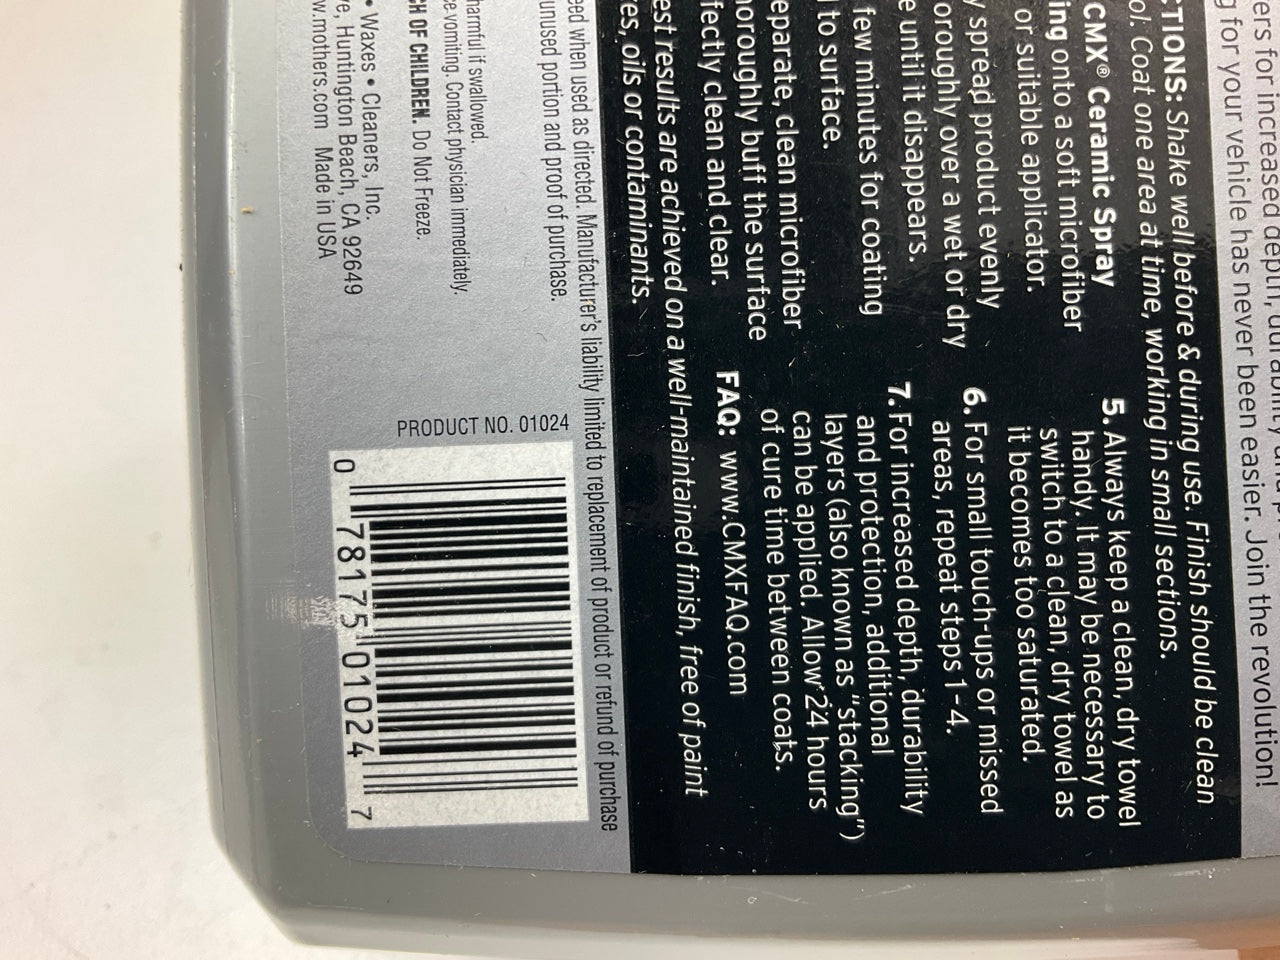 fers for increased depth, durability
g for your vehicle has never been easier. Join the revolution!
CTIONS: Shake well before & during use. Finish should be clean
ol. Coat one area at time, working in small sections.
CMX® Ceramic Spray
ing onto a soft microfiber
or suitable applicator.
y spread product evenly
oroughly over a wet or dry
e until it disappears.
few minutes for coating
to surface.
eparate, clean microfiber
horoughly buff the surface
fectly clean and clear.
5. Always keep a clean, dry towel
handy, it may be necessary to
switch to a clean, dry towel as
it becomes too saturated.
6. For small touch-ups or missed
areas, repeat steps 1–4.
7. For increased depth, durability
and protection, additional
layers (also known as "stacking")
can be applied. Allow 24 hours
of cure time between coats.
FAQ: www.CMXFAQ.com
est results are achieved on a well-maintained finish, free of paint
es, oils or contaminants.
ed when used as directed. Manufacturer's liability limited to replacement of product or refund of purchase
unused portion and proof of purchase.
harmful if swallowed.
ce vomiting. Contact physician immediately.
CH OF CHILDREN. Do Not Freeze.
• Waxes • Cleaners, Inc.
ve, Huntington Beach, CA 92649
w.mothers.com Made in USA
PRODUCT NO. 01024
0 78175 01024 7